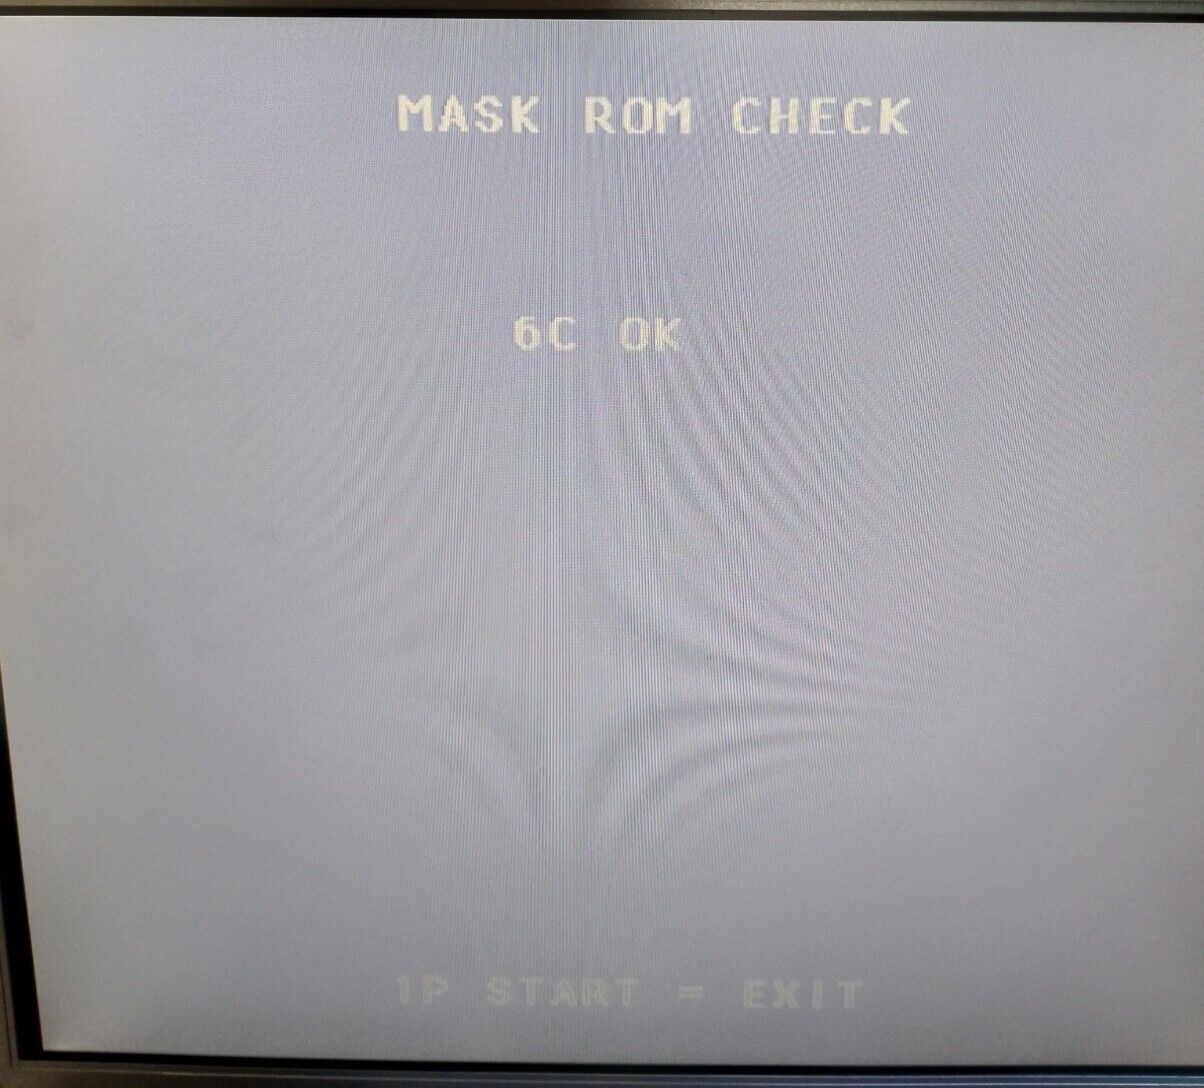 MASK ROM CHECK
6C OK
1P START = EXIT